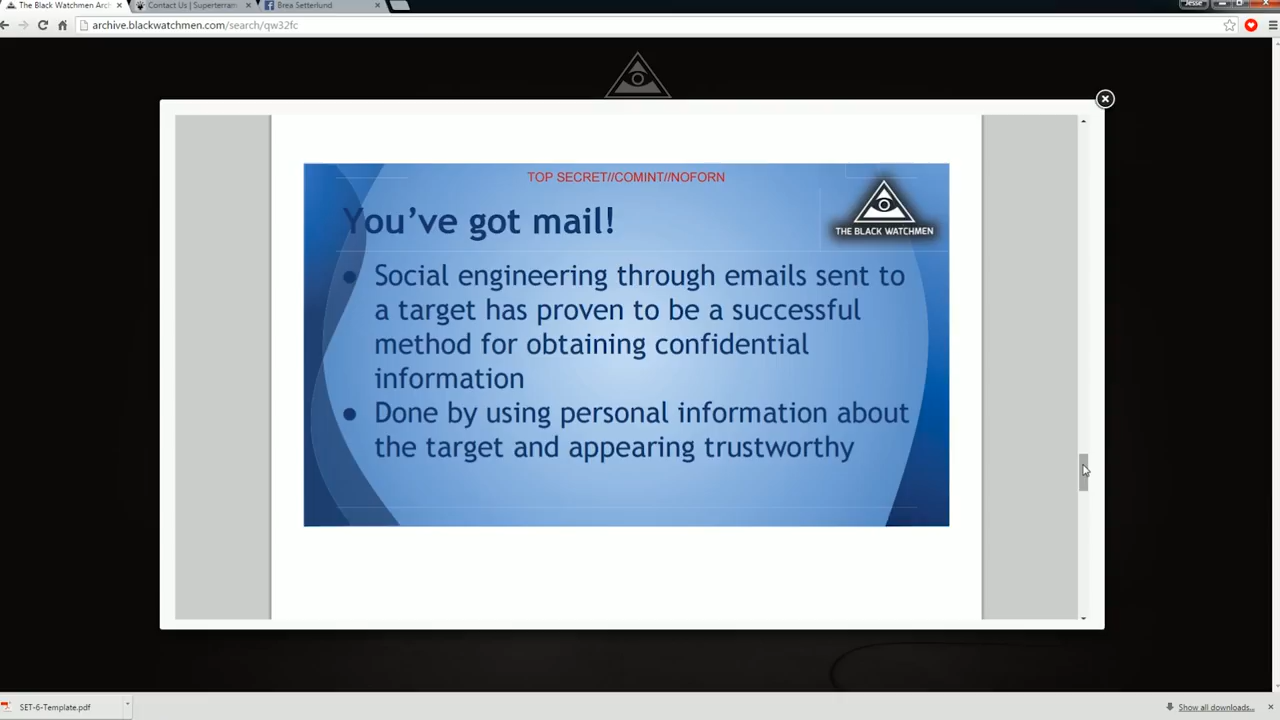 The Black Watchmen Arch
Contact Us | Superterram
Brea Setterlund
Jesse
archive.blackwatchmen.com/search/qw32fc
TOP SECRET//COMINT//NOFORN
You've got mail!
THE BLACK WATCHMEN
● Social engineering through emails sent to
a target has proven to be a successful
method for obtaining confidential
information
● Done by using personal information about
the target and appearing trustworthy
SET-6-Template.pdf
Show all downloads...